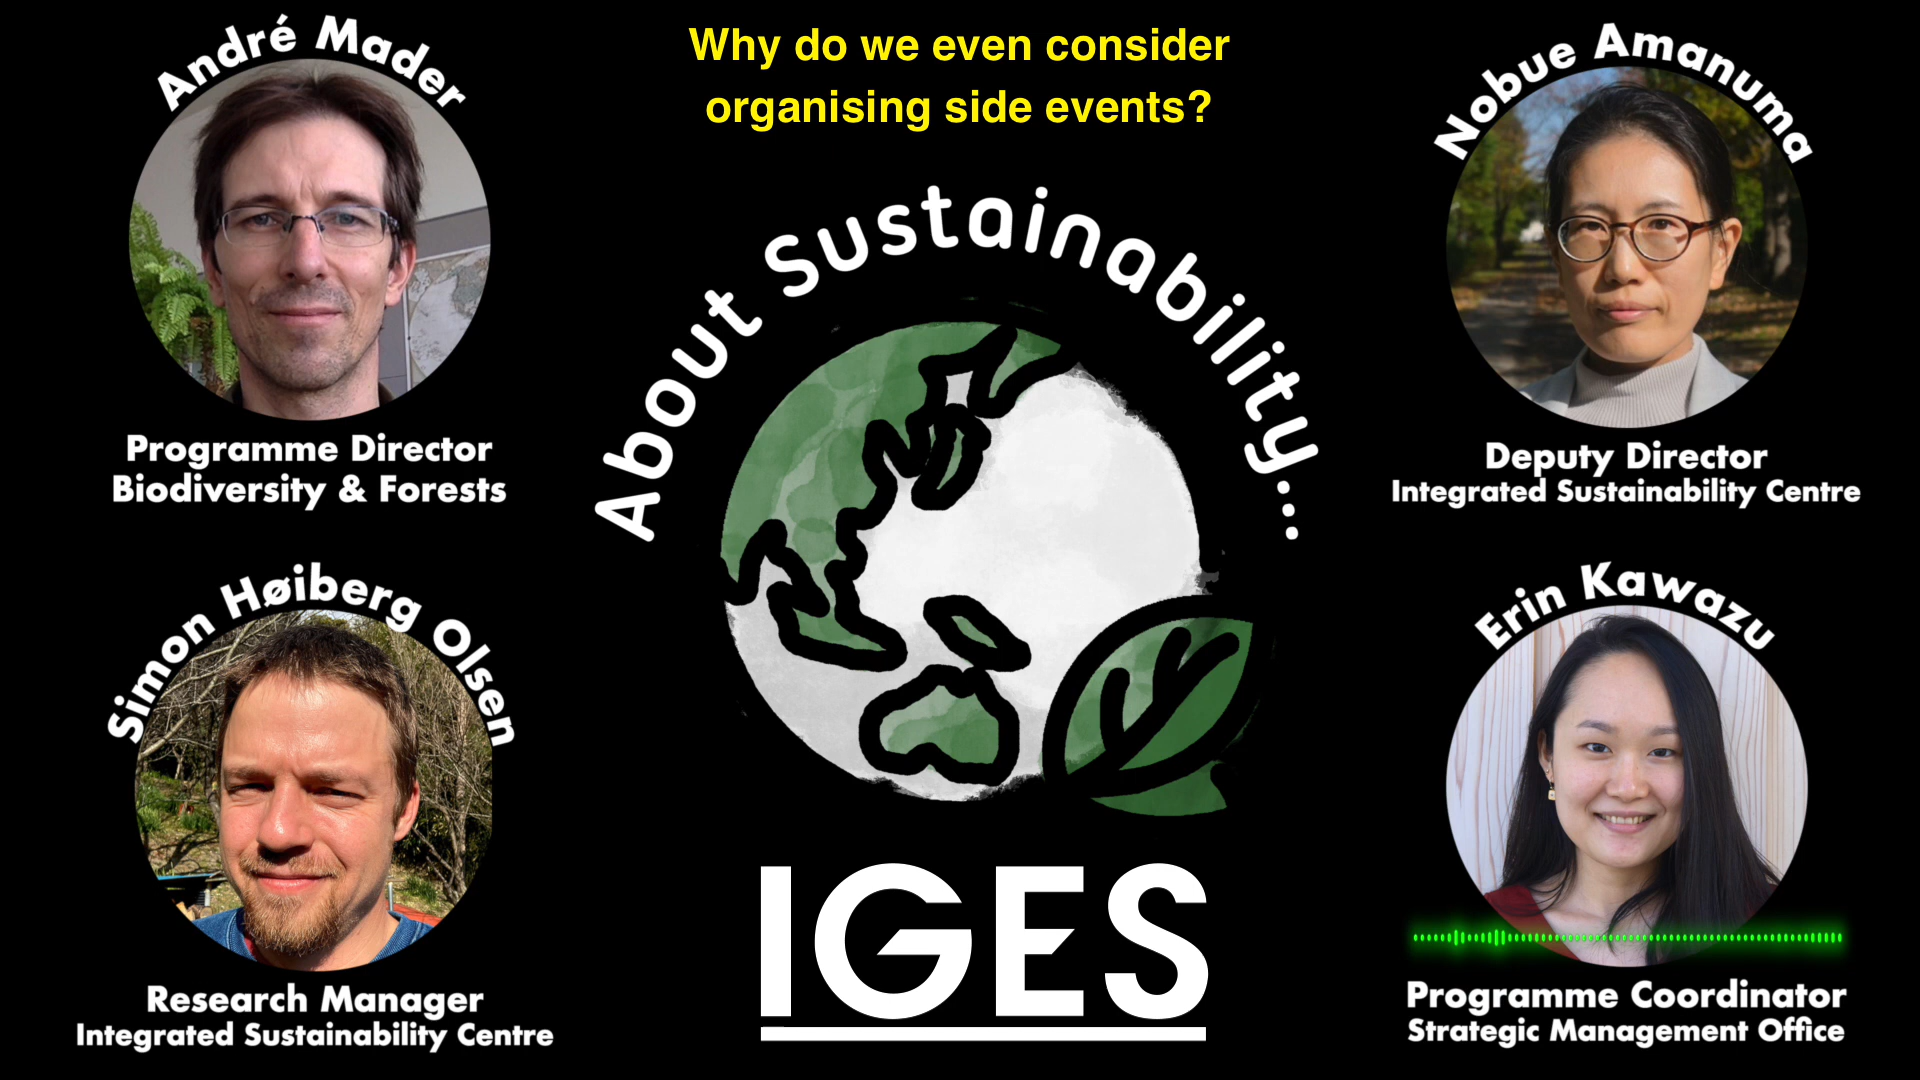 André Mader
Programme Director
Biodiversity & Forests
Why do we even consider
organising side events?
Nobue Amanuma
Deputy Director
Integrated Sustainability Centre
About Sustainability...
Simon Høiberg Olsen
Research Manager
Integrated Sustainability Centre
IGES
Erin Kawazu
Programme Coordinator
Strategic Management Office